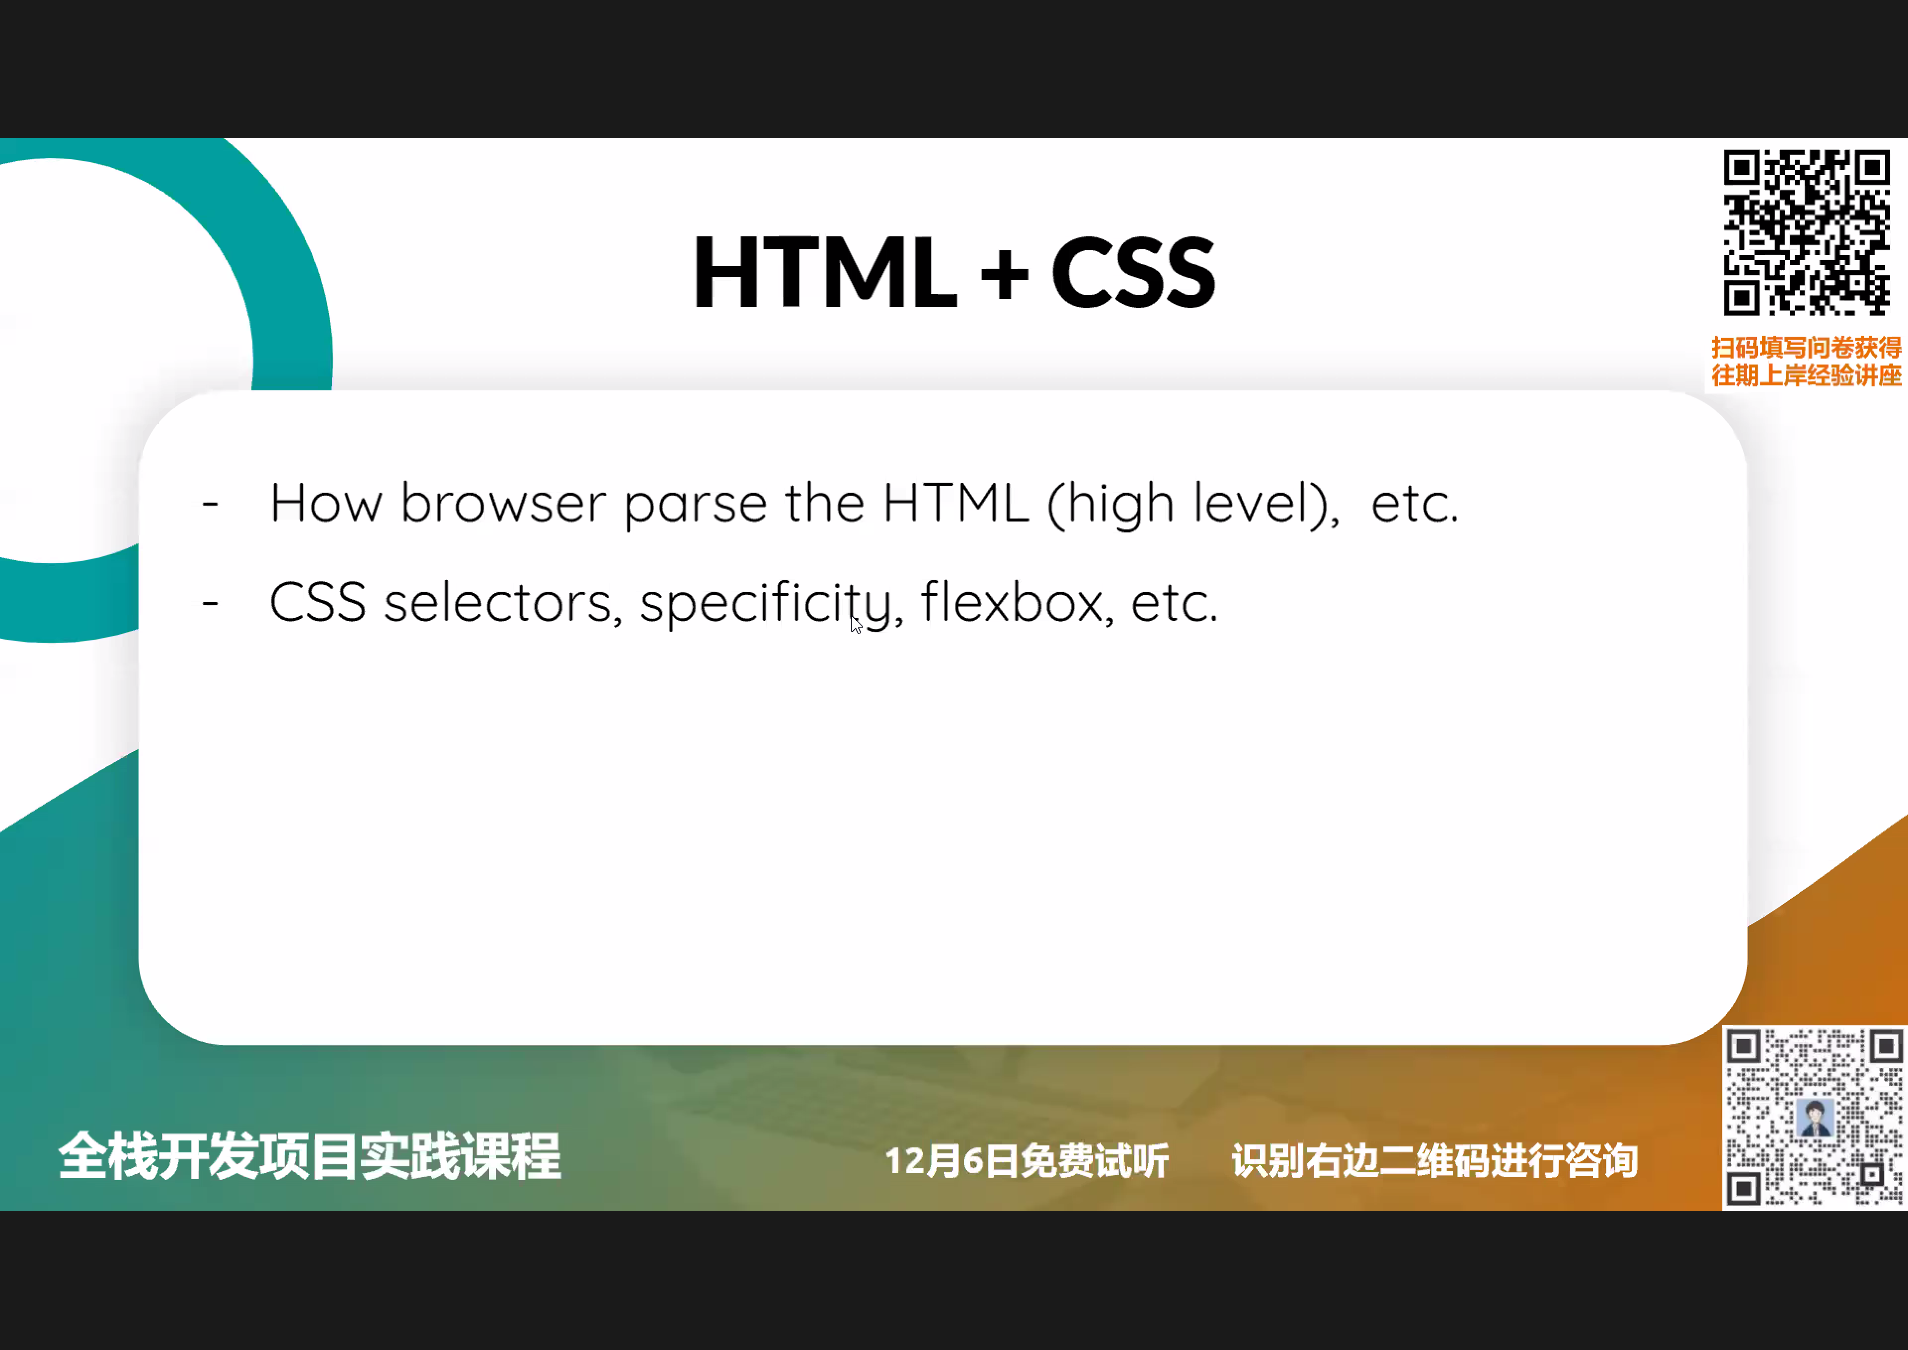 HTML + CSS
扫码填写问卷获得
往期上岸经验讲座
- How browser parse the HTML (high level),  etc.
- CSS selectors, specificity, flexbox, etc.
全栈开发项目实践课程
12月6日免费试听
识别右边二维码进行咨询